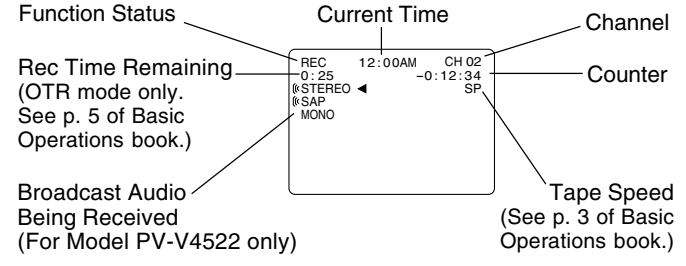 Function Status
Current Time
Channel
Rec Time Remaining
(OTR mode only.
See p. 5 of Basic
Operations book.)
REC 12:00AM CH 02
0:25 -0:12:34
STEREO ◄ SP
SAP
MONO
Counter
Broadcast Audio
Being Received
(For Model PV-V4522 only)
Tape Speed
(See p. 3 of Basic
Operations book.)